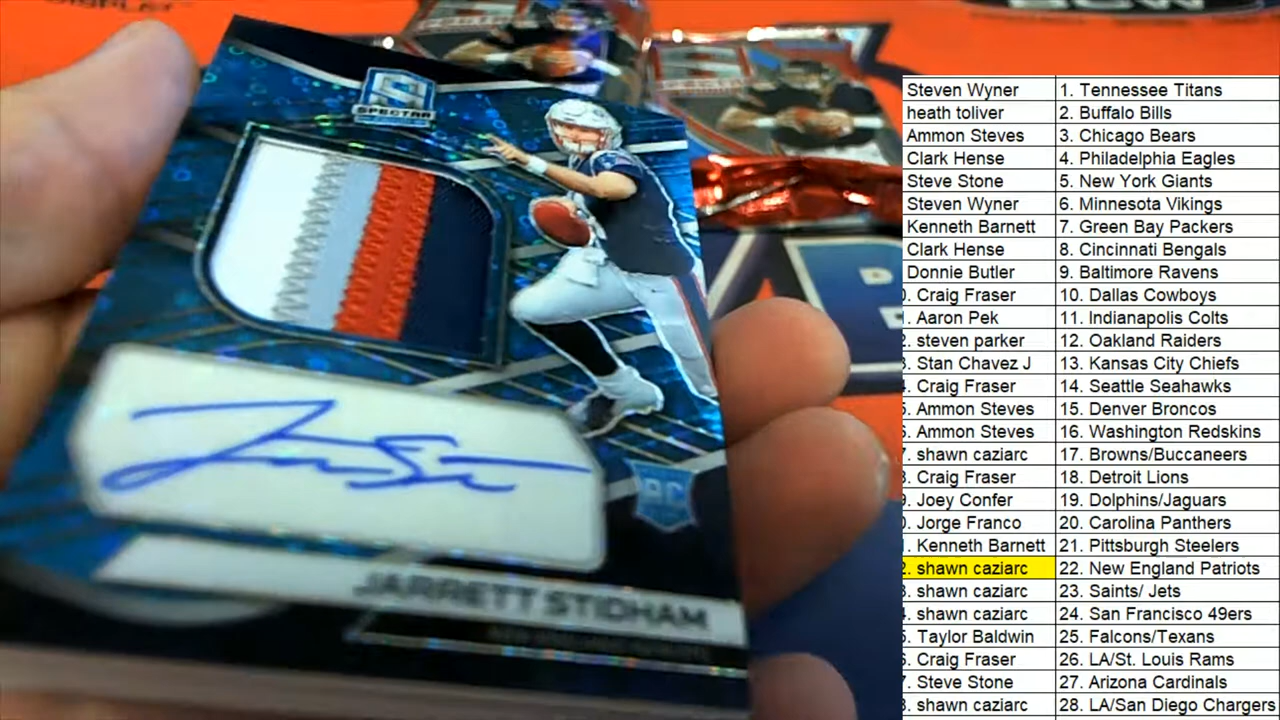 SPECTRA
RC
JARRETT STIDHAM
Steven Wyner 1. Tennessee Titans
heath toliver 2. Buffalo Bills
Ammon Steves 3. Chicago Bears
Clark Hense 4. Philadelphia Eagles
Steve Stone 5. New York Giants
Steven Wyner 6. Minnesota Vikings
Kenneth Barnett 7. Green Bay Packers
Clark Hense 8. Cincinnati Bengals
Donnie Butler 9. Baltimore Ravens
Craig Fraser 10. Dallas Cowboys
Aaron Pek 11. Indianapolis Colts
steven parker 12. Oakland Raiders
Stan Chavez J 13. Kansas City Chiefs
Craig Fraser 14. Seattle Seahawks
Ammon Steves 15. Denver Broncos
Ammon Steves 16. Washington Redskins
shawn caziarc 17. Browns/Buccaneers
Craig Fraser 18. Detroit Lions
Joey Confer 19. Dolphins/Jaguars
Jorge Franco 20. Carolina Panthers
Kenneth Barnett 21. Pittsburgh Steelers
shawn caziarc 22. New England Patriots
shawn caziarc 23. Saints/ Jets
shawn caziarc 24. San Francisco 49ers
Taylor Baldwin 25. Falcons/Texans
Craig Fraser 26. LA/St. Louis Rams
Steve Stone 27. Arizona Cardinals
shawn caziarc 28. LA/San Diego Chargers